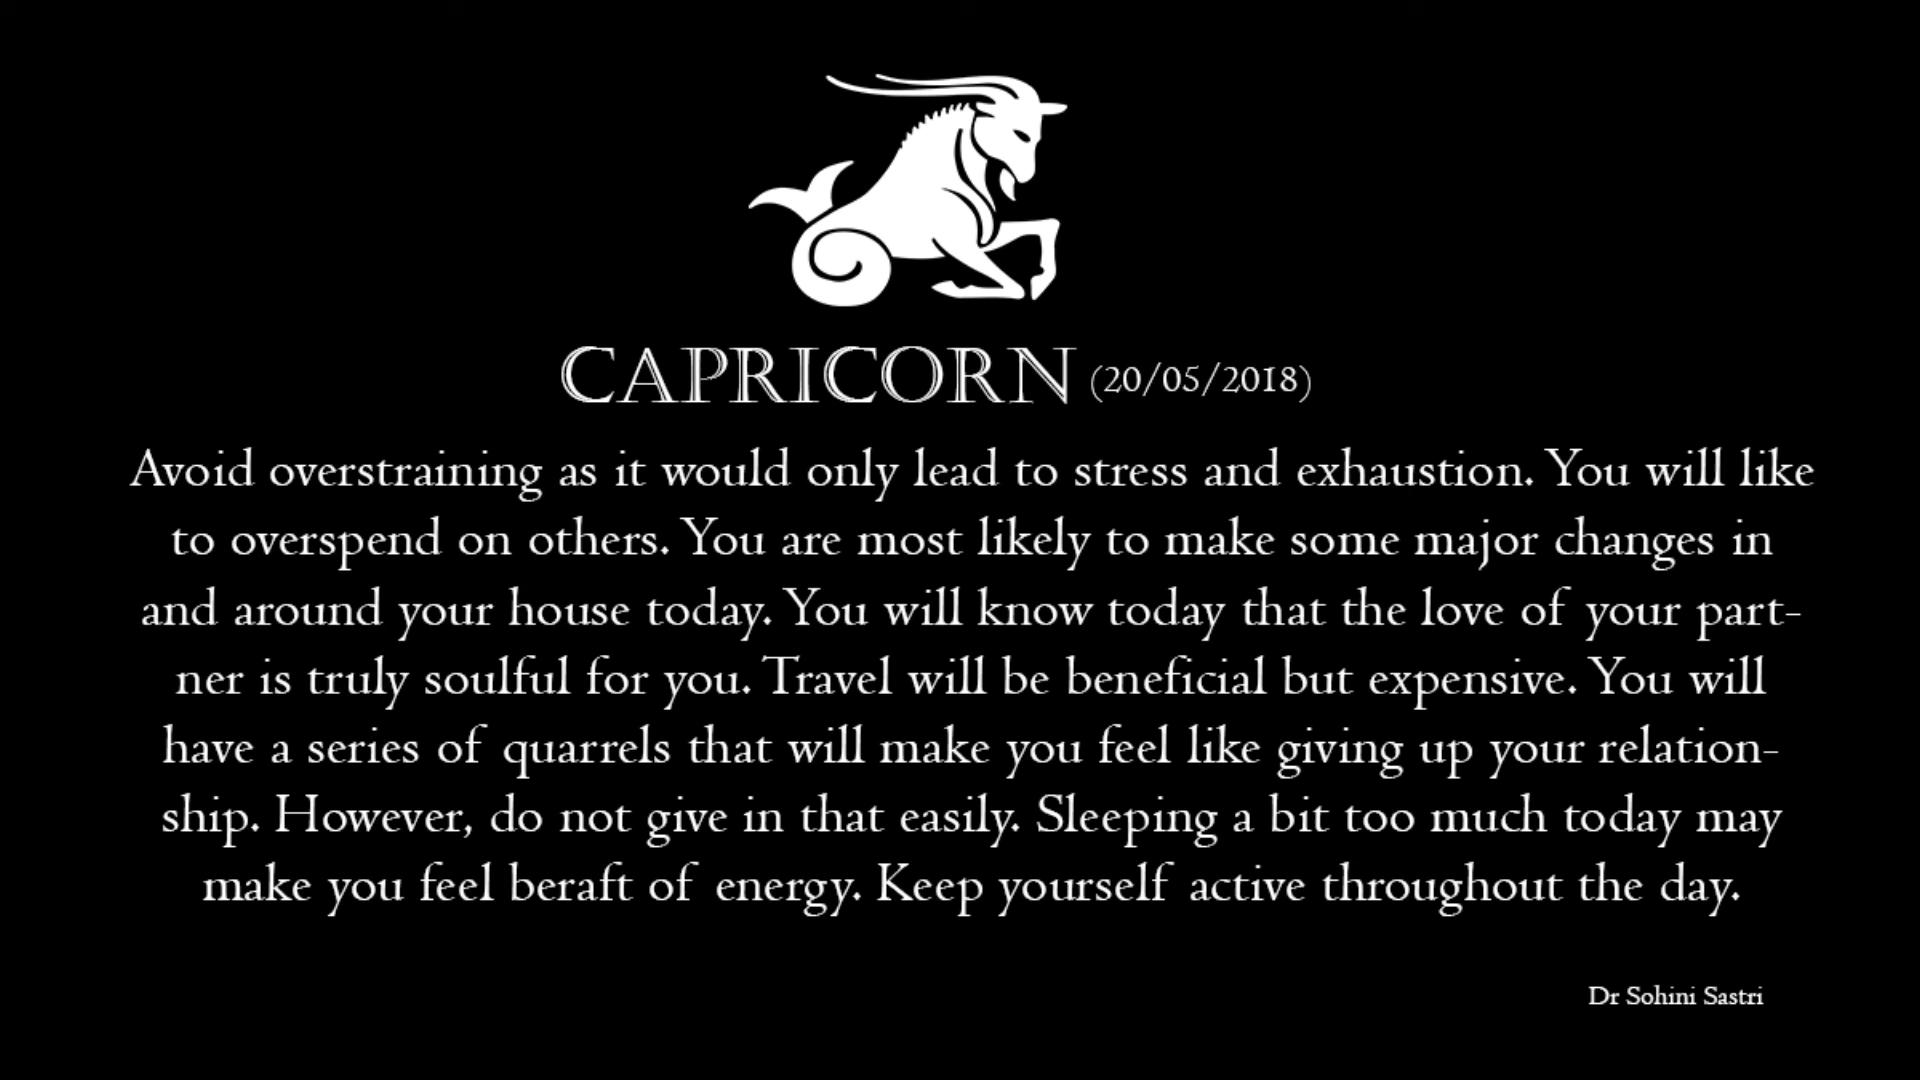 CAPRICORN (20/05/2018)
Avoid overstraining as it would only lead to stress and exhaustion. You will like
to overspend on others. You are most likely to make some major changes in
and around your house today. You will know today that the love of your part-
ner is truly soulful for you. Travel will be beneficial but expensive. You will
have a series of quarrels that will make you feel like giving up your relation-
ship. However, do not give in that easily. Sleeping a bit too much today may
make you feel beraft of energy. Keep yourself active throughout the day.
Dr Sohini Sastri